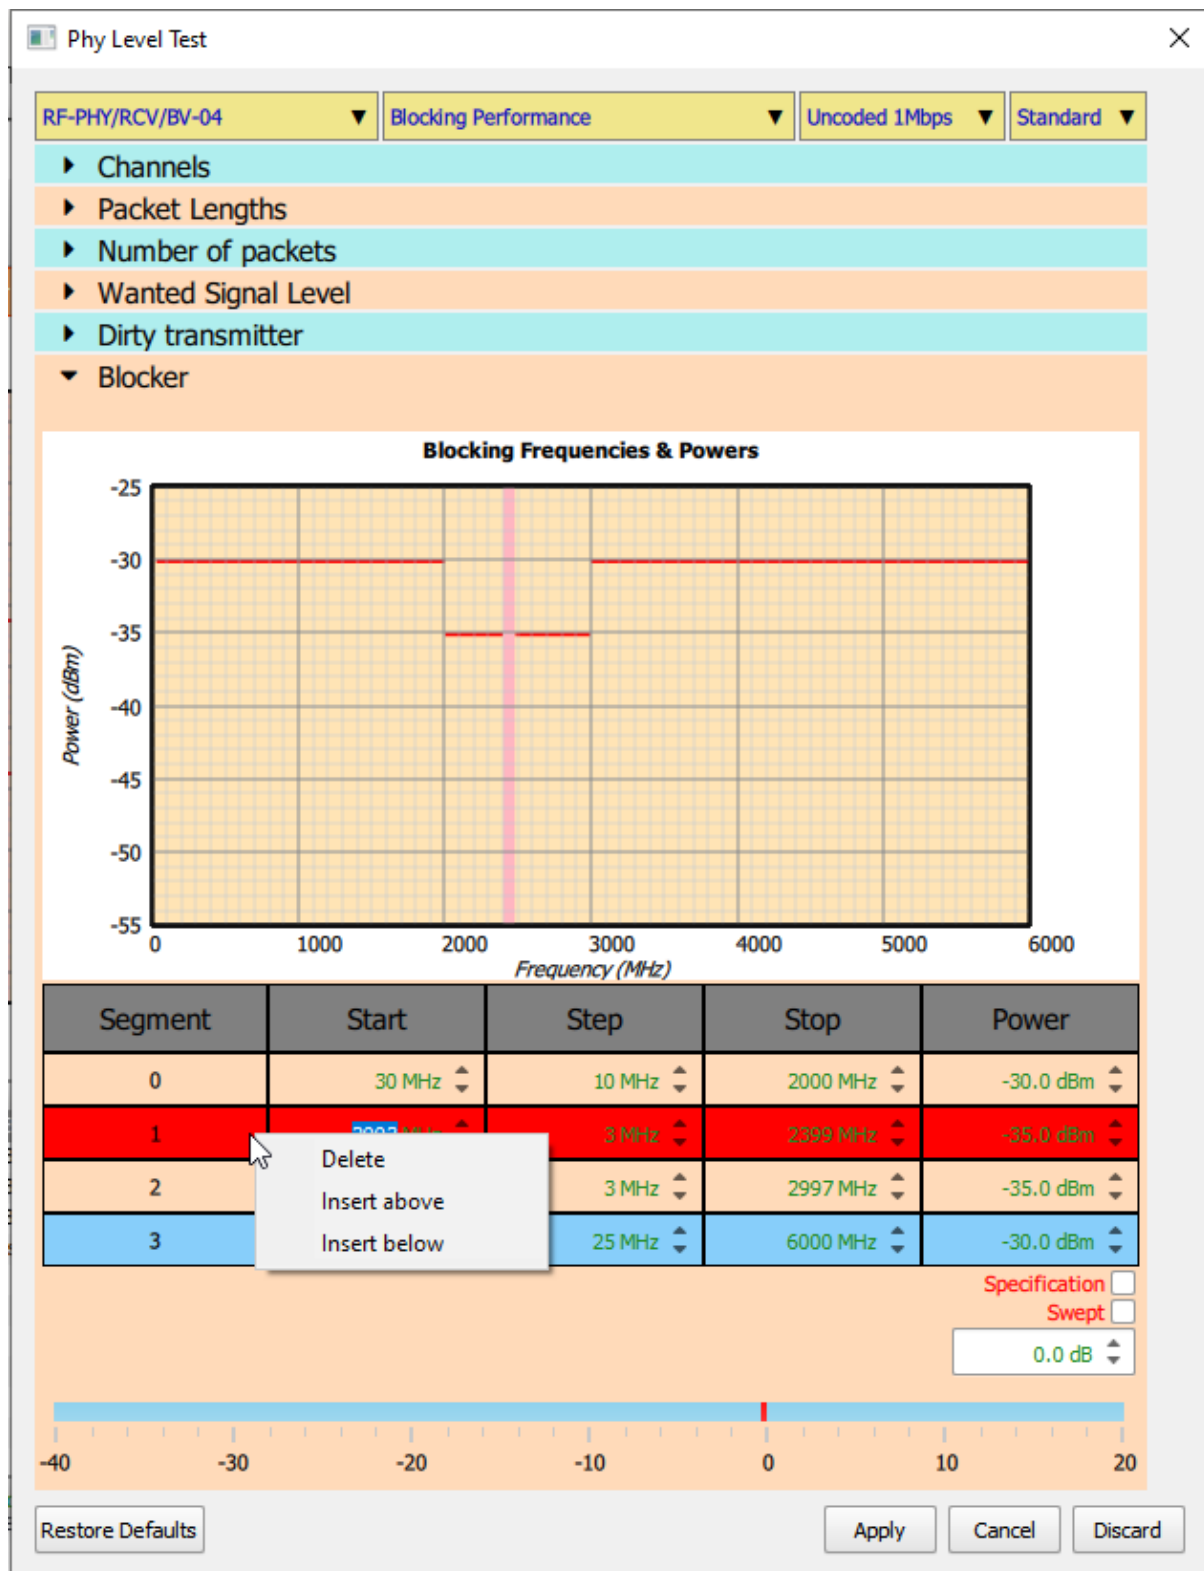 Phy Level Test
RF-PHY/RCV/BV-04 Blocking Performance Uncoded 1Mbps Standard
Channels
Packet Lengths
Number of packets
Wanted Signal Level
Dirty transmitter
Blocker
Blocking Frequencies & Powers
-25
-30
-35
-40
-45
-50
-55
Power (dBm)
0 1000 2000 3000 4000 5000 6000
Frequency (MHz)
Segment Start Step Stop Power
0 30 MHz 10 MHz 2000 MHz -30.0 dBm
1 MHz 3 MHz 2399 MHz -35.0 dBm
2 3 MHz 2997 MHz -35.0 dBm
3 25 MHz 6000 MHz -30.0 dBm
Delete
Insert above
Insert below
Specification
Swept
0.0 dB
-40 -30 -20 -10 0 10 20
Restore Defaults Apply Cancel Discard